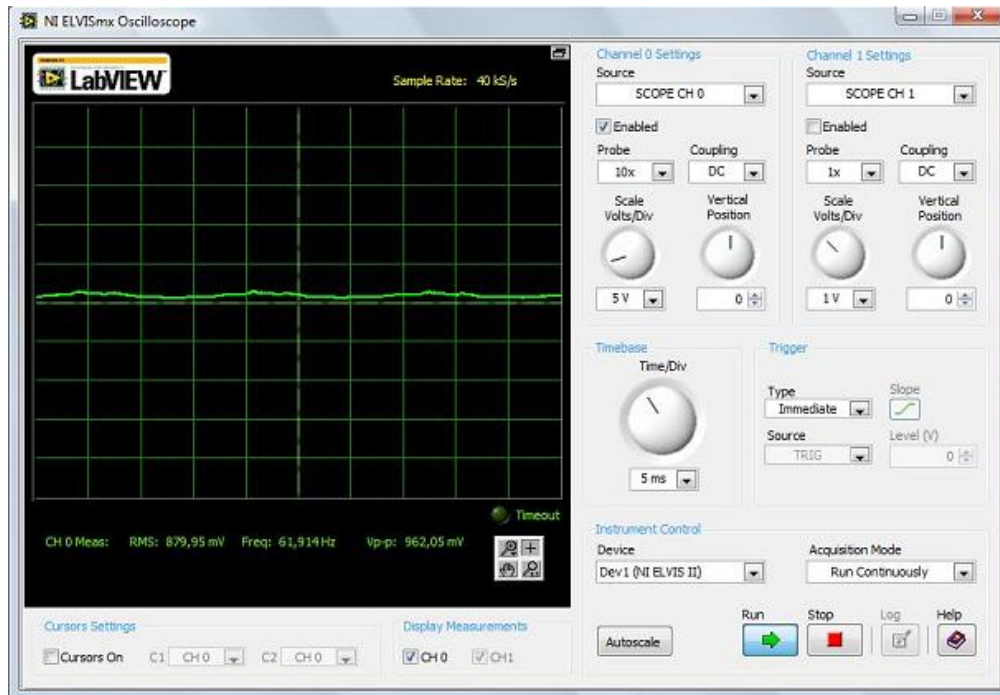 NI ELVISmx Oscilloscope
LabVIEW
Sample Rate: 40 kS/s
Timeout
CH 0 Meas: RMS: 879,95 mV Freq: 61,914 Hz Vp-p: 962,05 mV
Cursors Settings
Cursors On C1 CH 0 C2 CH 0
Display Measurements
CH 0 CH1
Channel 0 Settings
Source
SCOPE CH 0
Enabled
Probe Coupling
10x DC
Scale Vertical
Volts/Div Position
5 V 0
Channel 1 Settings
Source
SCOPE CH 1
Enabled
Probe Coupling
1x DC
Scale Vertical
Volts/Div Position
1 V 0
Timebase
Time/Div
5 ms
Trigger
Type Slope
Immediate
Source Level (V)
TRIG 0
Instrument Control
Device Acquisition Mode
Dev1 (NI ELVIS II) Run Continuously
Run Stop Log Help
Autoscale